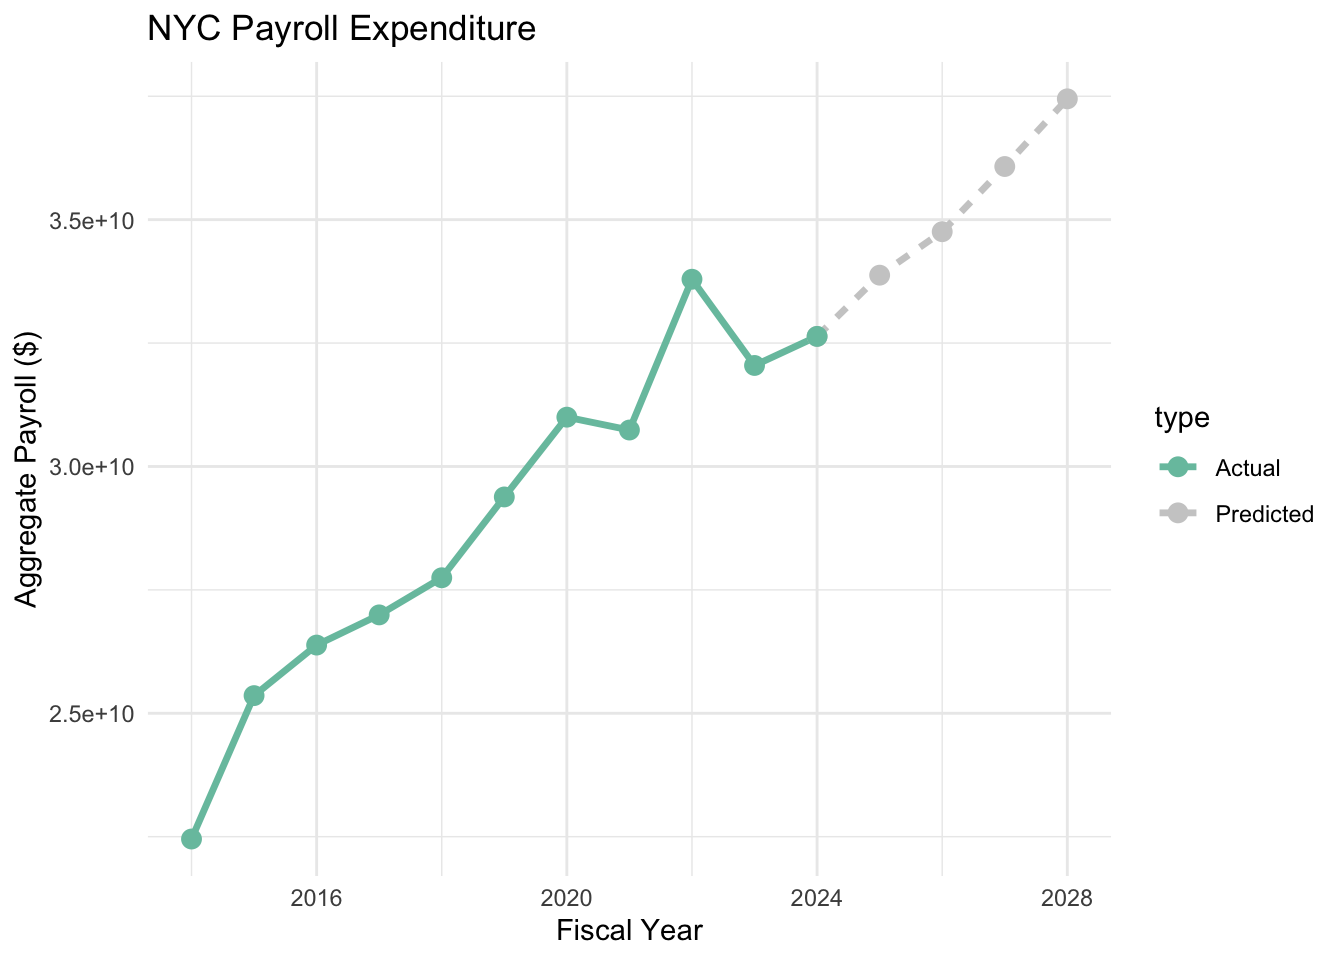 NYC Payroll Expenditure
Aggregate Payroll ($)
3.5e+10
3.0e+10
2.5e+10
2016 2020 2024 2028
Fiscal Year
type
Actual
Predicted